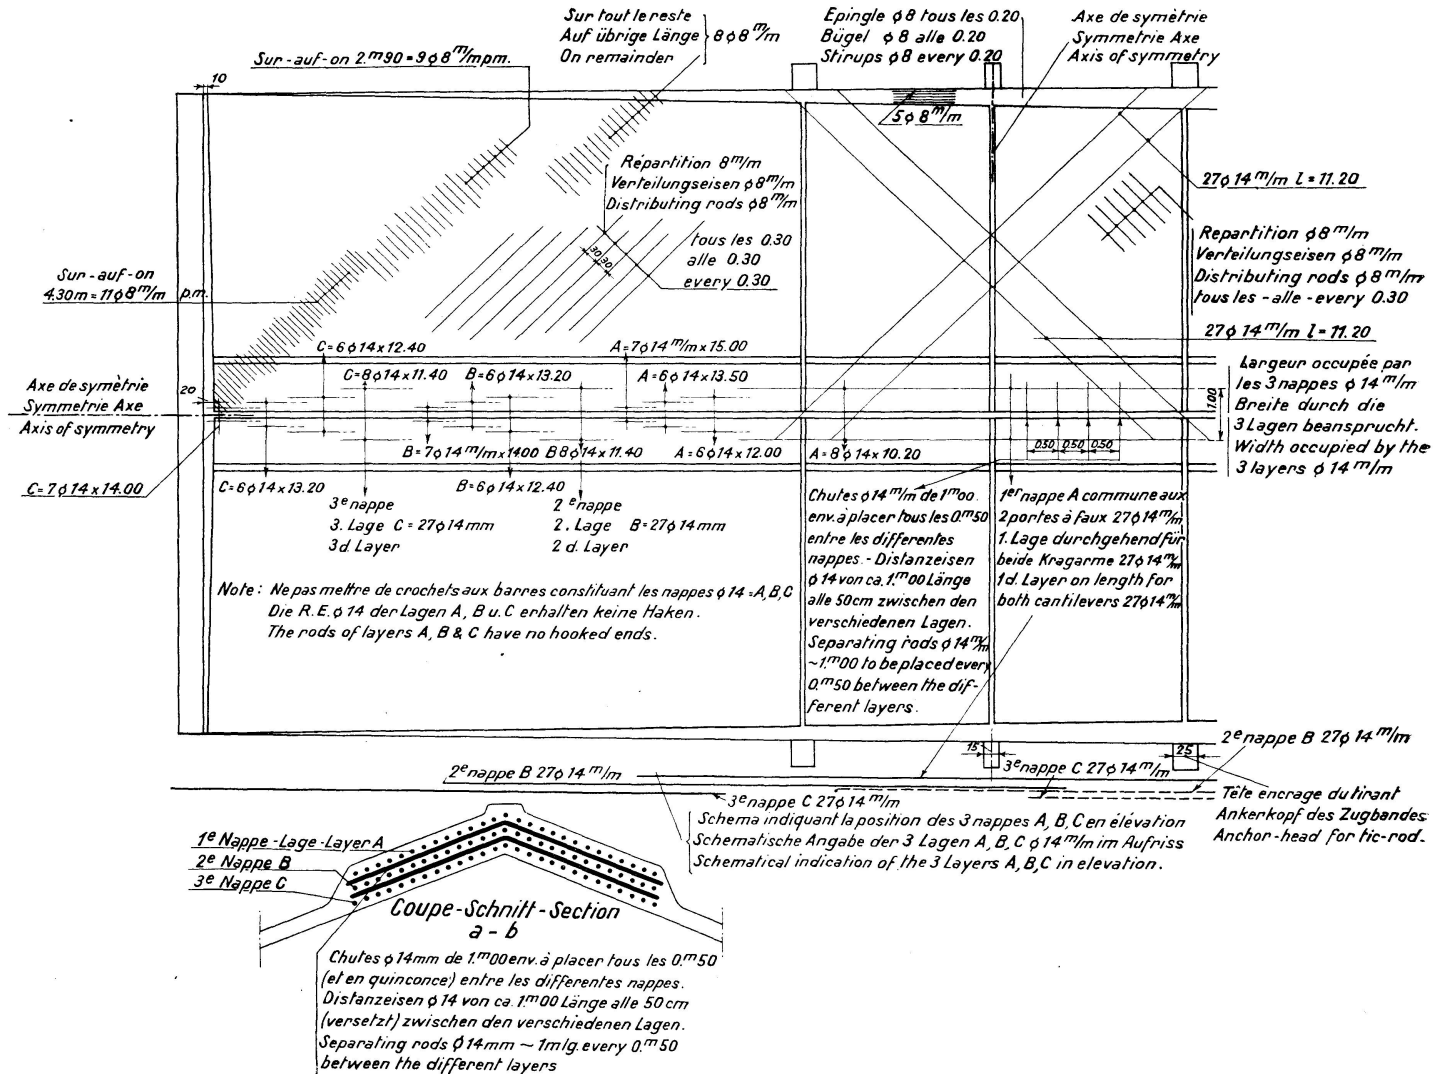 Sur tout le reste
Auf übrige Länge
On remainder
8 ϕ 8 m/m
Epingle ϕ 8 tous les 0.20
Bügel ϕ 8 alle 0.20
Stirups ϕ 8 every 0.20
Axe de symètrie
Symmetrie Axe
Axis of symmetry
Sur - auf - on 2.m90 = 9 ϕ 8 m/mpm.
10
5 ϕ 8 m/m
Répartition 8 m/m
Verteilungseisen ϕ 8 m/m
Distributing rods ϕ 8 m/m
tous les 0.30
alle 0.30
every 0.30
30 30
27 ϕ 14 m/m l = 11.20
Repartition ϕ 8 m/m
Verteilungseisen ϕ 8 m/m
Distributing rods ϕ 8 m/m
tous les - alle - every 0.30
Sur - auf - on
4.30m = 11 ϕ 8 m/m p.m.
27 ϕ 14 m/m l = 11.20
C = 6 ϕ 14 x 12.40
A = 7 ϕ 14 m/m x 15.00
C = 8 ϕ 14 x 11.40
B = 6 ϕ 14 x 13.20
A = 6 ϕ 14 x 13.50
Axe de symètrie
Symmetrie Axe
Axis of symmetry
20
1.00
0.50 0.50 0.50
Largeur occupée par
les 3 nappes ϕ 14 m/m
Breite durch die
3 Lagen beansprucht.
Width occupied by the
3 layers ϕ 14 m/m
B = 7 ϕ 14 m/m x 1400
B 8 ϕ 14 x 11.40
A = 6 ϕ 14 x 12.00
A = 8 ϕ 14 x 10.20
C = 7 ϕ 14 x 14.00
C = 6 ϕ 14 x 13.20
B = 6 ϕ 14 x 12.40
3e nappe
3. Lage C = 27 ϕ 14 mm
3 d. Layer
2 e nappe
2. Lage B = 27 ϕ 14 mm
2 d. Layer
Chutes ϕ 14 m/m de 1m00
env. à placer tous les 0.m50
entre les differentes
nappes. - Distanzeisen
ϕ 14 von ca. 1.m00 Länge
alle 50 cm zwischen den
verschiedenen Lagen.
Separating rods ϕ 14 m/m
~ 1.m00 to be placed every
0.m50 between the dif-
ferent layers.
1er nappe A commune aux
2 portes à faux 27 ϕ 14 m/m
1. Lage durchgehend für
beide Kragarme 27 ϕ 14 m/m
1 d. Layer on length for
both cantilevers 27 ϕ 14 m/m
Note : Ne pas mettre de crochets aux barres constituant les nappes ϕ 14 = A, B, C
Die R. E. ϕ 14 der Lagen A, B u. C erhalten keine Haken.
The rods of layers A, B & C have no hooked ends.
15
25
2e nappe B 27 ϕ 14 m/m
2e nappe B 27 ϕ 14 m/m
3e nappe C 27 ϕ 14 m/m
3e nappe C 27 ϕ 14 m/m
Tête encrage du tirant
Ankerkopf des Zugbandes
Anchor - head for tic - rod.
Schema indiquant la position des 3 nappes A, B, C en élévation
Schematische Angabe der 3 Lagen A, B, C ϕ 14 m/m im Aufriss
Schematical indication of the 3 Layers A, B, C in elevation.
1e Nappe - Lage - Layer A
2e Nappe B
3e Nappe C
Coupe - Schnitt - Section
a - b
Chutes ϕ 14mm de 1.m00 env. à placer tous les 0.m50
(et en quinconce) entre les differentes nappes.
Distanzeisen ϕ 14 von ca. 1m00 Länge alle 50 cm
(versetzt) zwischen den verschiedenen Lagen.
Separating rods ϕ 14 mm ~ 1m lg. every 0.m50
between the different layers